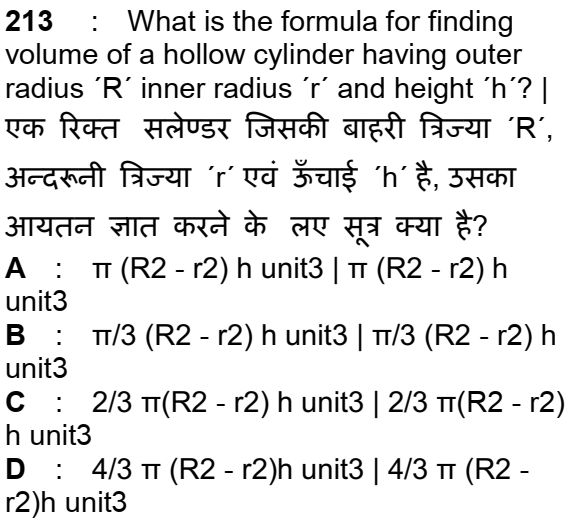 213 : What is the formula for finding
volume of a hollow cylinder having outer
radius ´R´ inner radius ´r´ and height ´h´? |
एक रिक्त सलेण्डर जिसकी बाहरी त्रिज्या ´R´,
अन्दरूनी त्रिज्या ´r´ एवं ऊँचाई ´h´ है, उसका
आयतन ज्ञात करने के लए सूत्र क्या है?
A : π (R2 - r2) h unit3 | π (R2 - r2) h
unit3
B : π/3 (R2 - r2) h unit3 | π/3 (R2 - r2) h
unit3
C : 2/3 π(R2 - r2) h unit3 | 2/3 π(R2 - r2)
h unit3
D : 4/3 π (R2 - r2)h unit3 | 4/3 π (R2 -
r2)h unit3